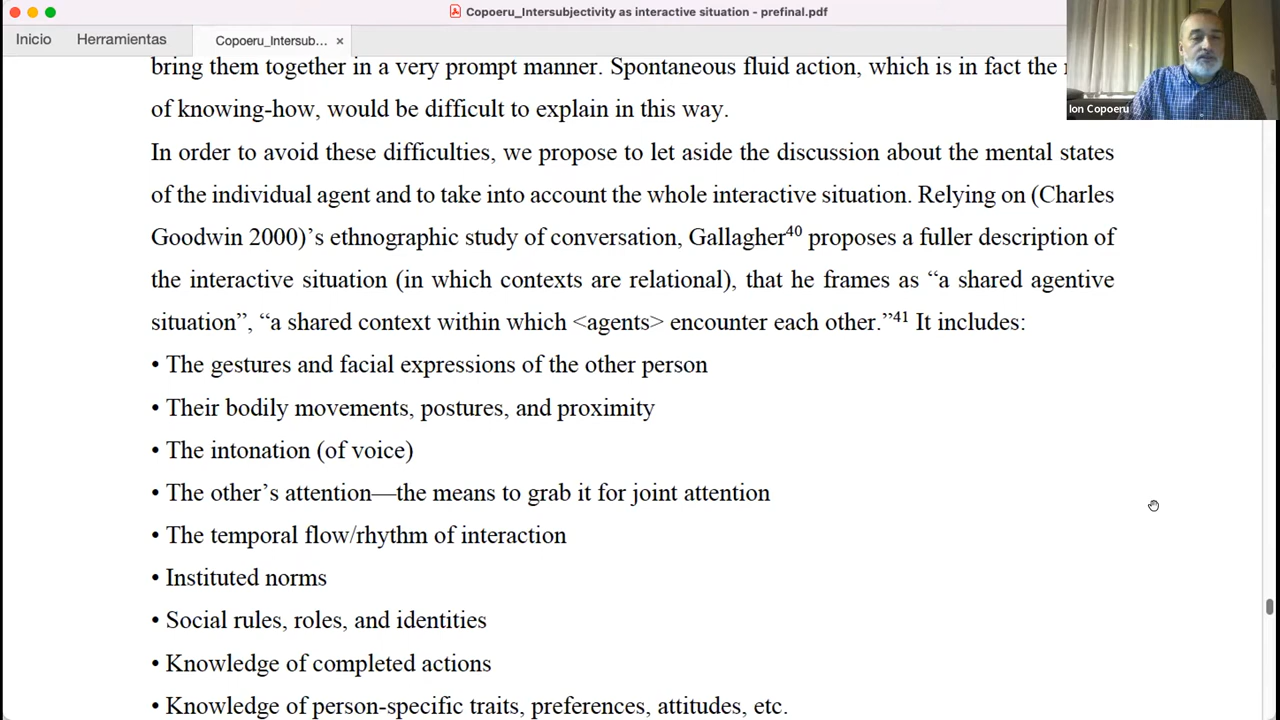 Copoeru_Intersubjectivity as interactive situation - prefinal.pdf
Inicio
Herramientas
Copoeru_Intersub...
×
Ion Copoeru
bring them together in a very prompt manner. Spontaneous fluid action, which is in fact the
of knowing-how, would be difficult to explain in this way.
In order to avoid these difficulties, we propose to let aside the discussion about the mental states
of the individual agent and to take into account the whole interactive situation. Relying on (Charles
Goodwin 2000)’s ethnographic study of conversation, Gallagher⁴⁰ proposes a fuller description of
the interactive situation (in which contexts are relational), that he frames as “a shared agentive
situation”, “a shared context within which <agents> encounter each other.”⁴¹ It includes:
• The gestures and facial expressions of the other person
• Their bodily movements, postures, and proximity
• The intonation (of voice)
• The other’s attention—the means to grab it for joint attention
• The temporal flow/rhythm of interaction
• Instituted norms
• Social rules, roles, and identities
• Knowledge of completed actions
• Knowledge of person-specific traits, preferences, attitudes, etc.